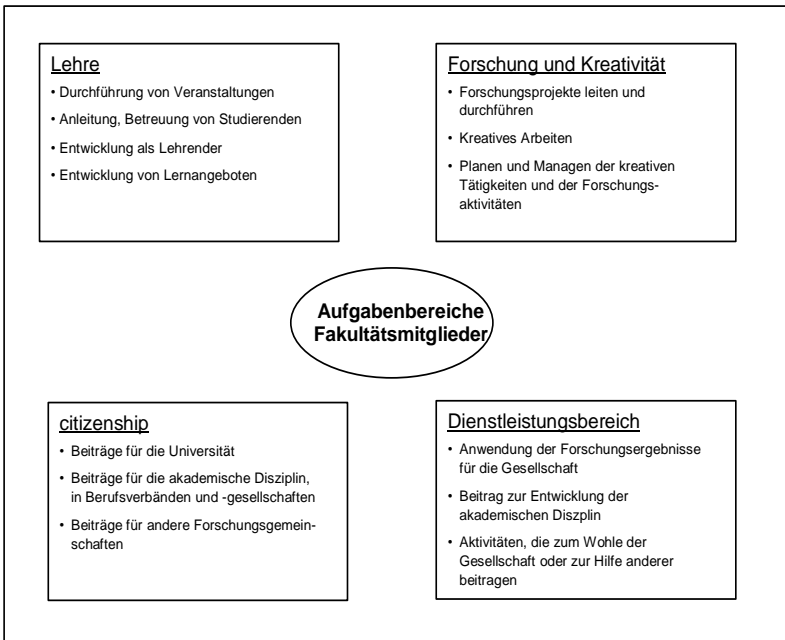 Lehre
• Durchführung von Veranstaltungen
• Anleitung, Betreuung von Studierenden
• Entwicklung als Lehrender
• Entwicklung von Lernangeboten
Forschung und Kreativität
• Forschungsprojekte leiten und
durchführen
• Kreatives Arbeiten
• Planen und Managen der kreativen
Tätigkeiten und der Forschungs-
aktivitäten
Aufgabenbereiche
Fakultätsmitglieder
citizenship
• Beiträge für die Universität
• Beiträge für die akademische Disziplin,
in Berufsverbänden und -gesellschaften
• Beiträge für andere Forschungsgemein-
schaften
Dienstleistungsbereich
• Anwendung der Forschungsergebnisse
für die Gesellschaft
• Beitrag zur Entwicklung der
akademischen Diszplin
• Aktivitäten, die zum Wohle der
Gesellschaft oder zur Hilfe anderer
beitragen